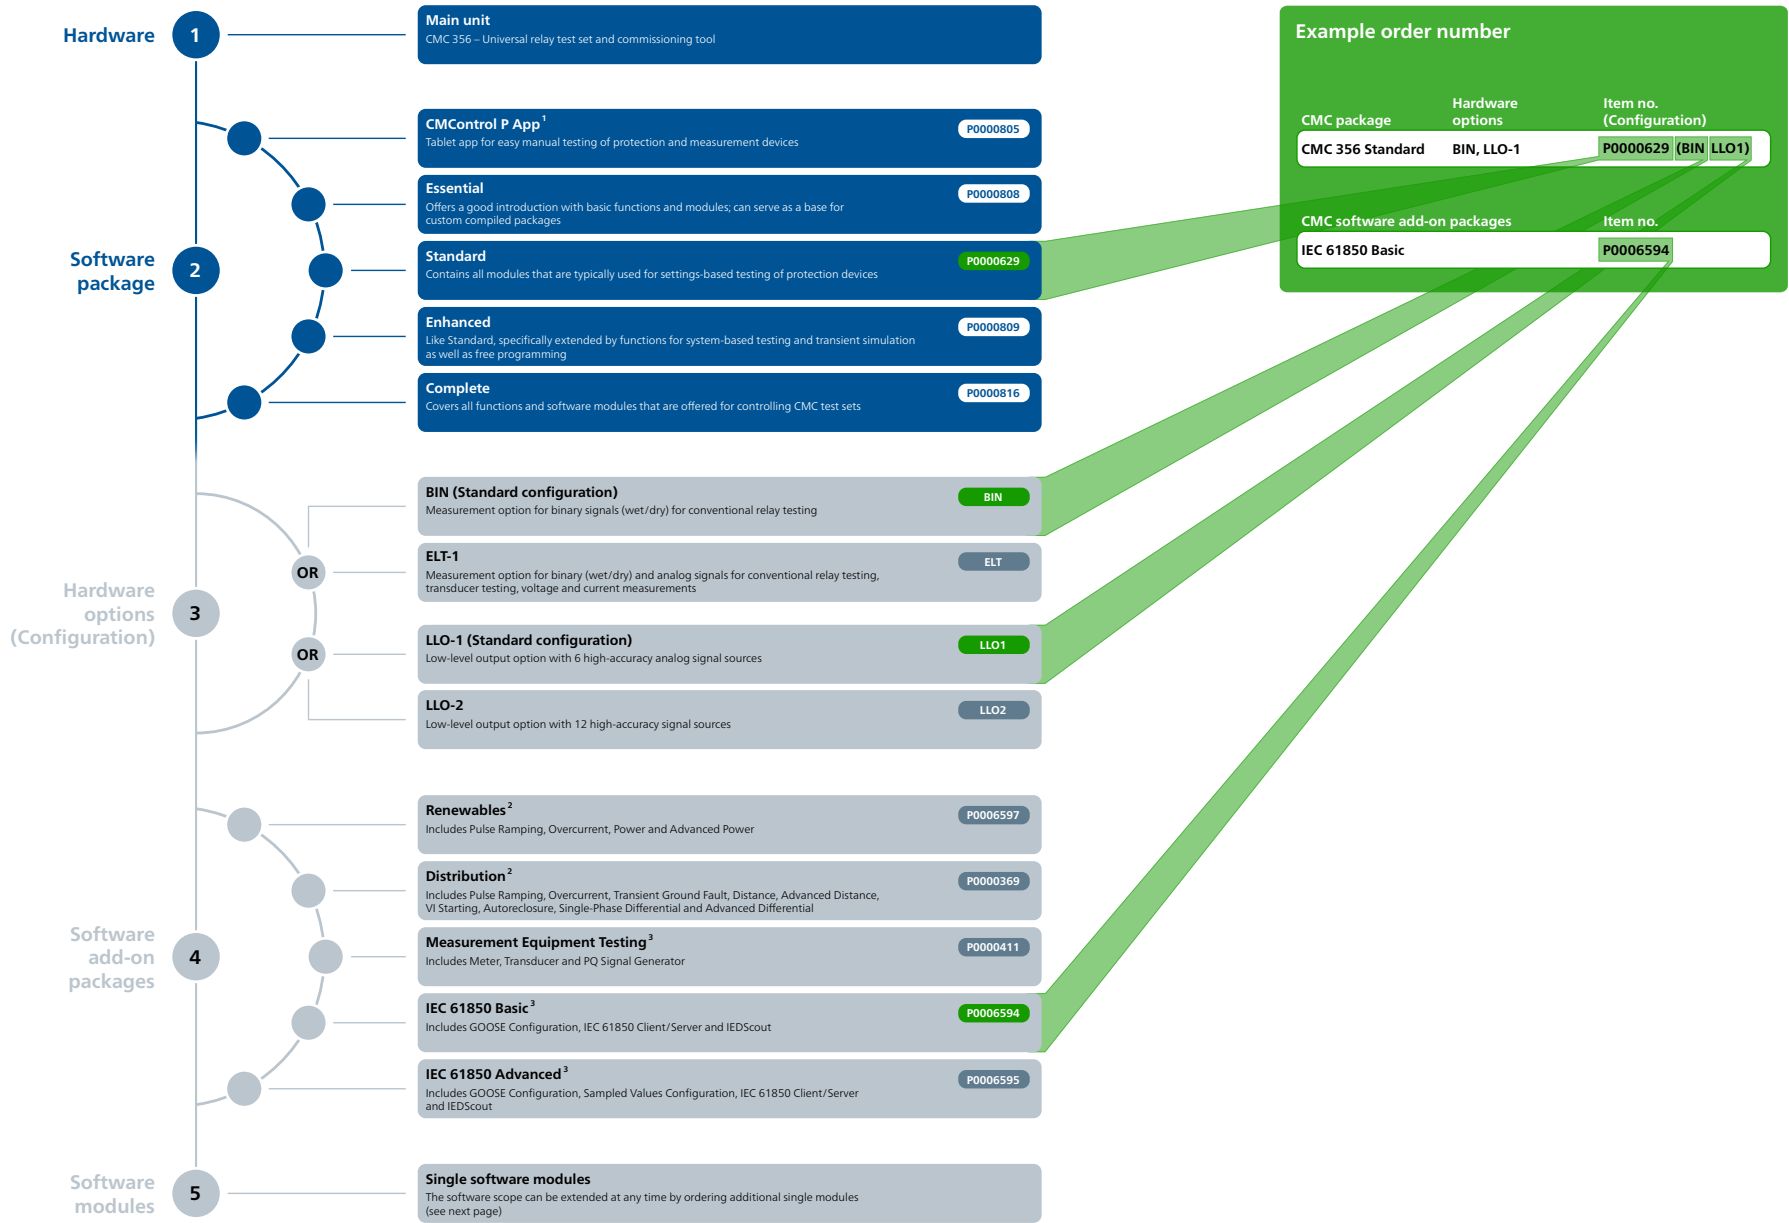 Hardware
1
Main unit
CMC 356 – Universal relay test set and commissioning tool
Software
package
2
CMControl P App¹
P0000805
Tablet app for easy manual testing of protection and measurement devices
Essential
P0000808
Offers a good introduction with basic functions and modules; can serve as a base for
custom compiled packages
Standard
P0000629
Contains all modules that are typically used for settings-based testing of protection devices
Enhanced
P0000809
Like Standard, specifically extended by functions for system-based testing and transient simulation
as well as free programming
Complete
P0000816
Covers all functions and software modules that are offered for controlling CMC test sets
Hardware
options
(Configuration)
3
BIN (Standard configuration)
BIN
Measurement option for binary signals (wet/dry) for conventional relay testing
OR
ELT-1
ELT
Measurement option for binary (wet/dry) and analog signals for conventional relay testing,
transducer testing, voltage and current measurements
OR
LLO-1 (Standard configuration)
LLO1
Low-level output option with 6 high-accuracy analog signal sources
LLO-2
LLO2
Low-level output option with 12 high-accuracy signal sources
Software
add-on
packages
4
Renewables²
P0006597
Includes Pulse Ramping, Overcurrent, Power and Advanced Power
Distribution²
P0000369
Includes Pulse Ramping, Overcurrent, Transient Ground Fault, Distance, Advanced Distance,
VI Starting, Autoreclosure, Single-Phase Differential and Advanced Differential
Measurement Equipment Testing³
P0000411
Includes Meter, Transducer and PQ Signal Generator
IEC 61850 Basic³
P0006594
Includes GOOSE Configuration, IEC 61850 Client/Server and IEDScout
IEC 61850 Advanced³
P0006595
Includes GOOSE Configuration, Sampled Values Configuration, IEC 61850 Client/Server
and IEDScout
Software
modules
5
Single software modules
The software scope can be extended at any time by ordering additional single modules
(see next page)
Example order number
CMC package
Hardware
options
Item no.
(Configuration)
CMC 356 Standard BIN, LLO-1 P0000629 (BIN LLO1)
CMC software add-on packages Item no.
IEC 61850 Basic P0006594